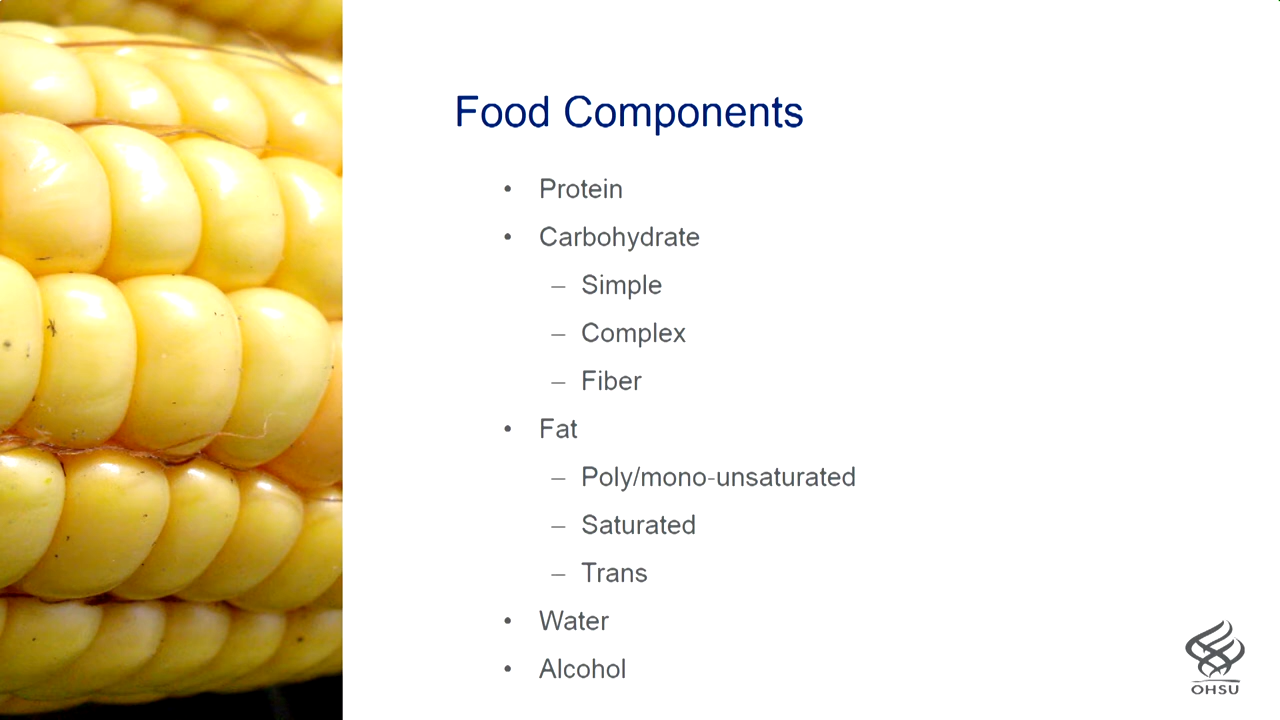 Food Components
• Protein
• Carbohydrate
– Simple
– Complex
– Fiber
• Fat
– Poly/mono-unsaturated
– Saturated
– Trans
• Water
• Alcohol
OHSU